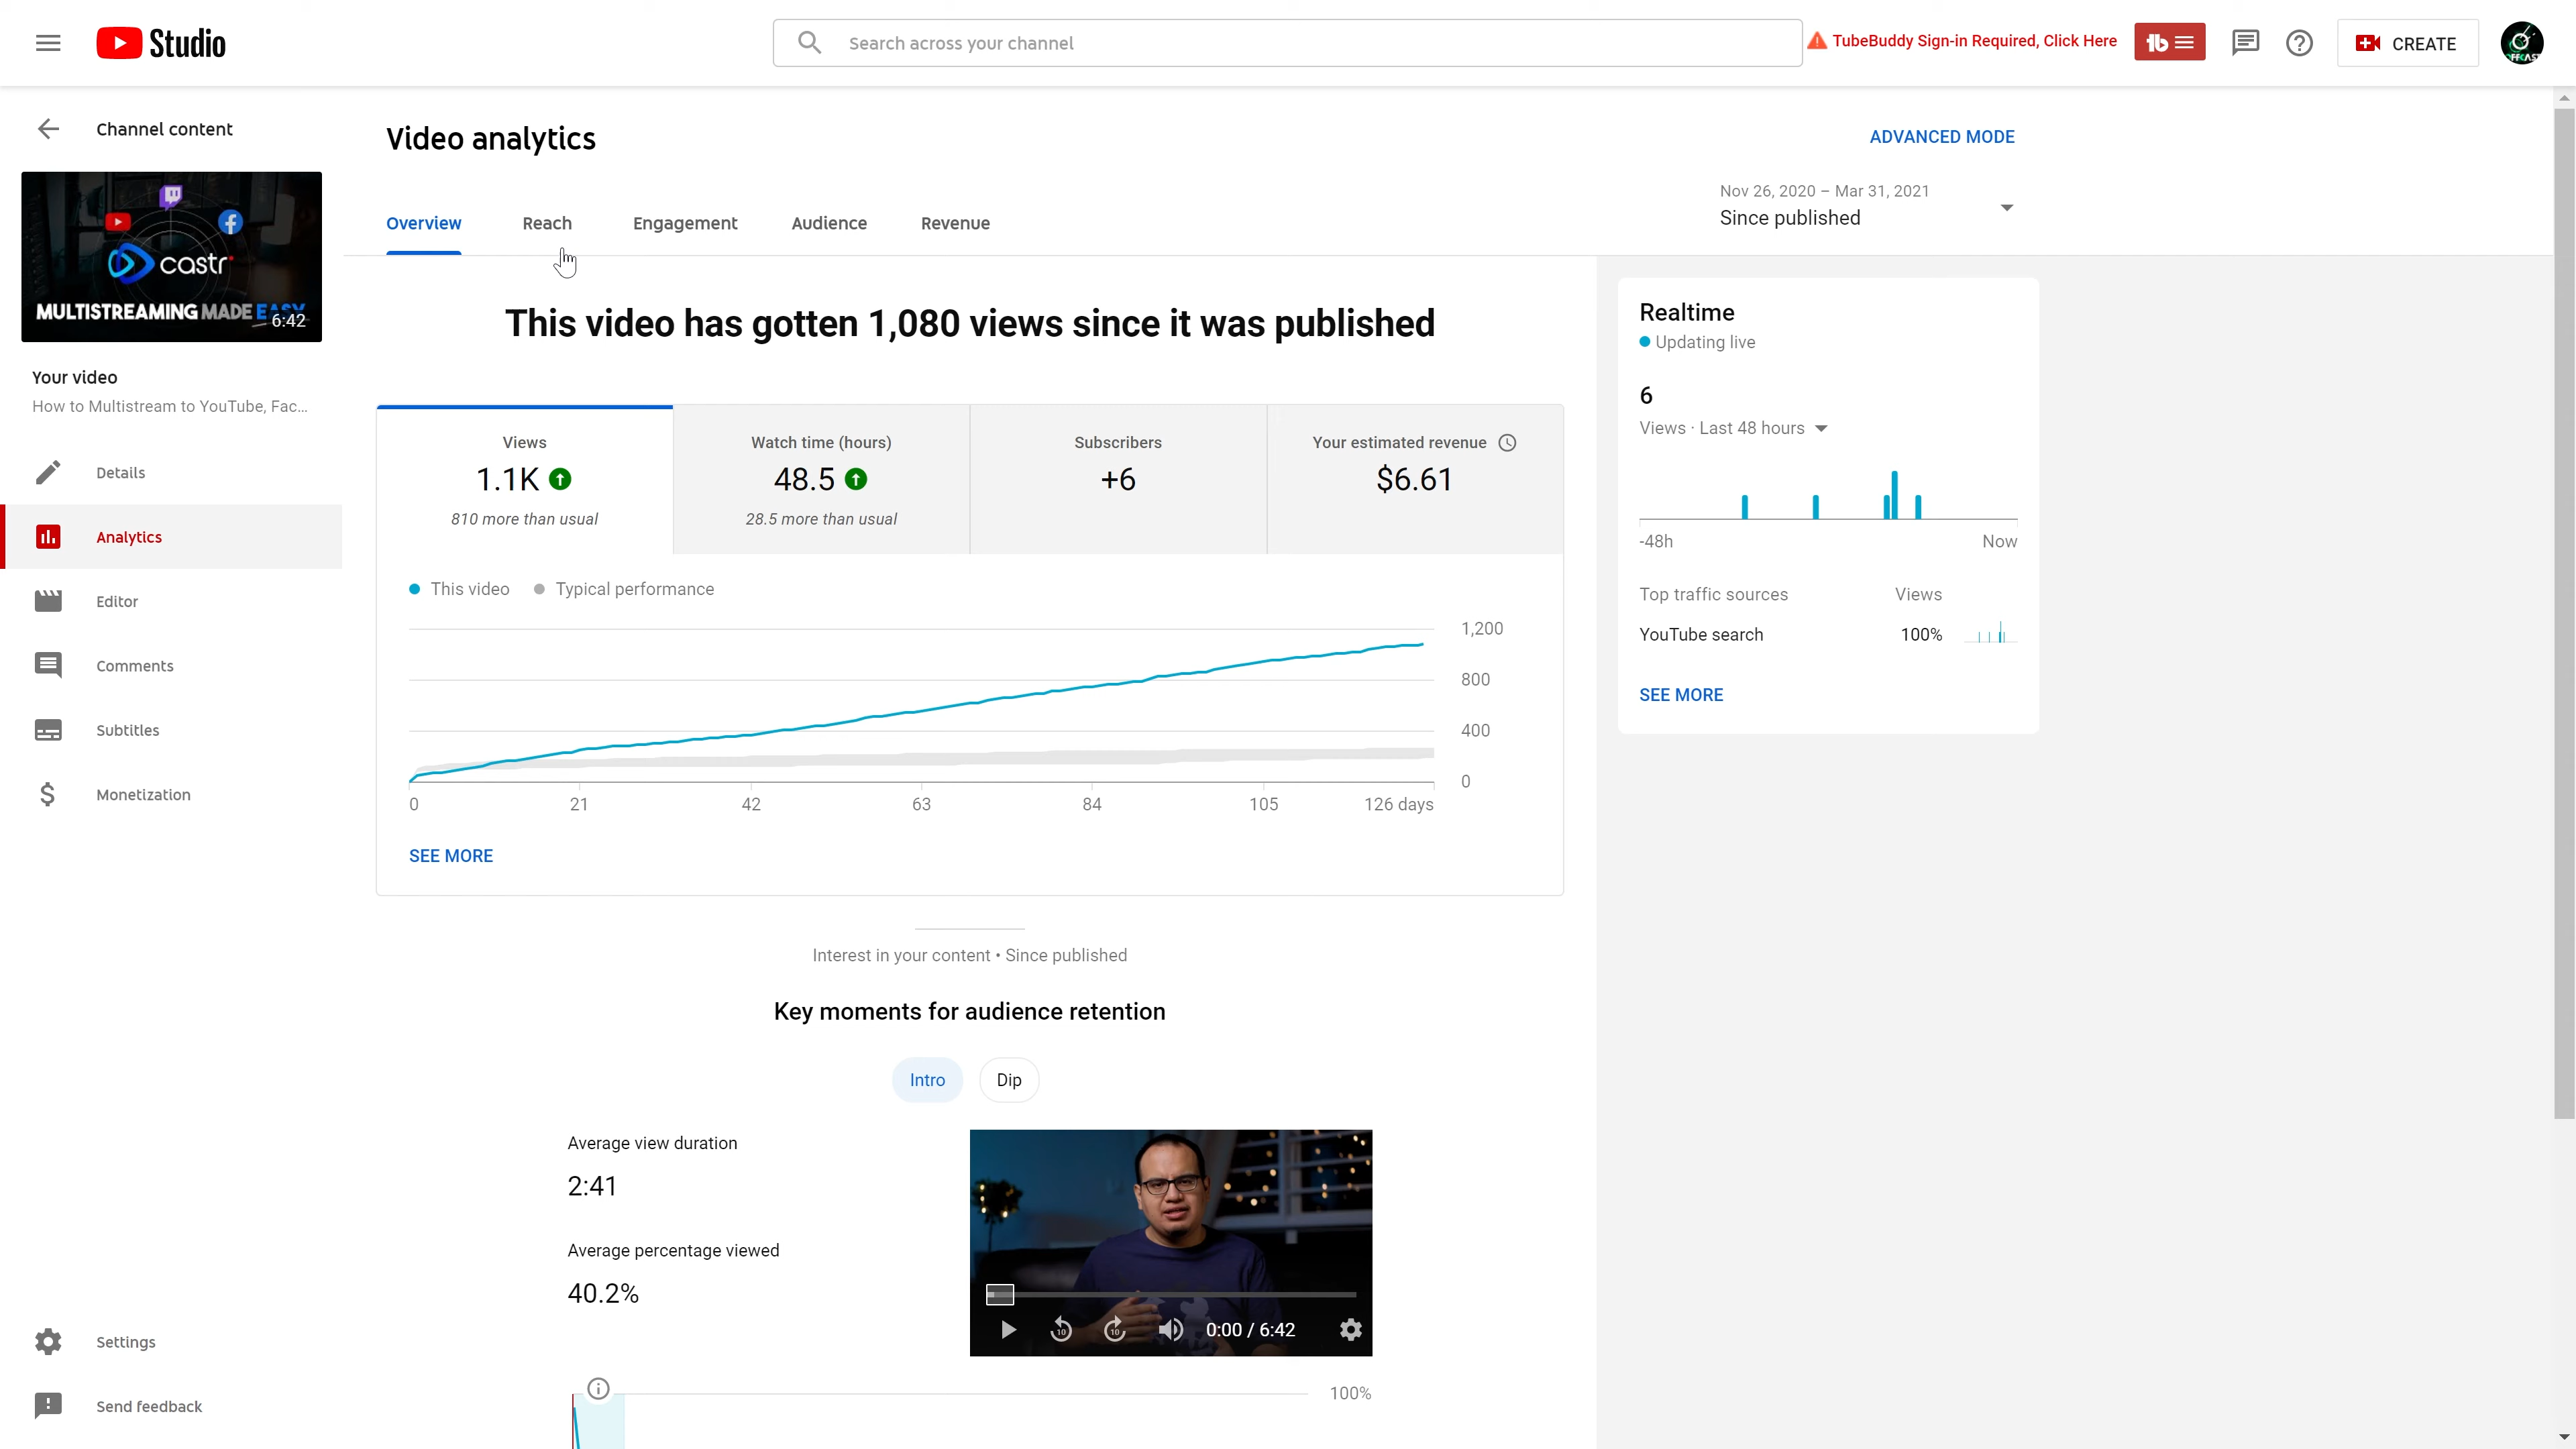 Studio
Search across your channel
TubeBuddy Sign-in Required, Click Here
tb
CREATE
Channel content
castr
MULTISTREAMING MADE EASY
6:42
Your video
How to Multistream to YouTube, Fac...
Details
Analytics
Editor
Comments
Subtitles
Monetization
Settings
Send feedback
Video analytics
ADVANCED MODE
Overview
Reach
Engagement
Audience
Revenue
Nov 26, 2020 – Mar 31, 2021
Since published
This video has gotten 1,080 views since it was published
Views
1.1K
810 more than usual
Watch time (hours)
48.5
28.5 more than usual
Subscribers
+6
Your estimated revenue
$6.61
This video
Typical performance
1,200
800
400
0
0 21 42 63 84 105 126 days
SEE MORE
Interest in your content • Since published
Key moments for audience retention
Intro
Dip
Average view duration
2:41
Average percentage viewed
40.2%
10
10
0:00 / 6:42
100%
Realtime
Updating live
6
Views · Last 48 hours
-48h
Now
Top traffic sources
Views
YouTube search
100%
SEE MORE